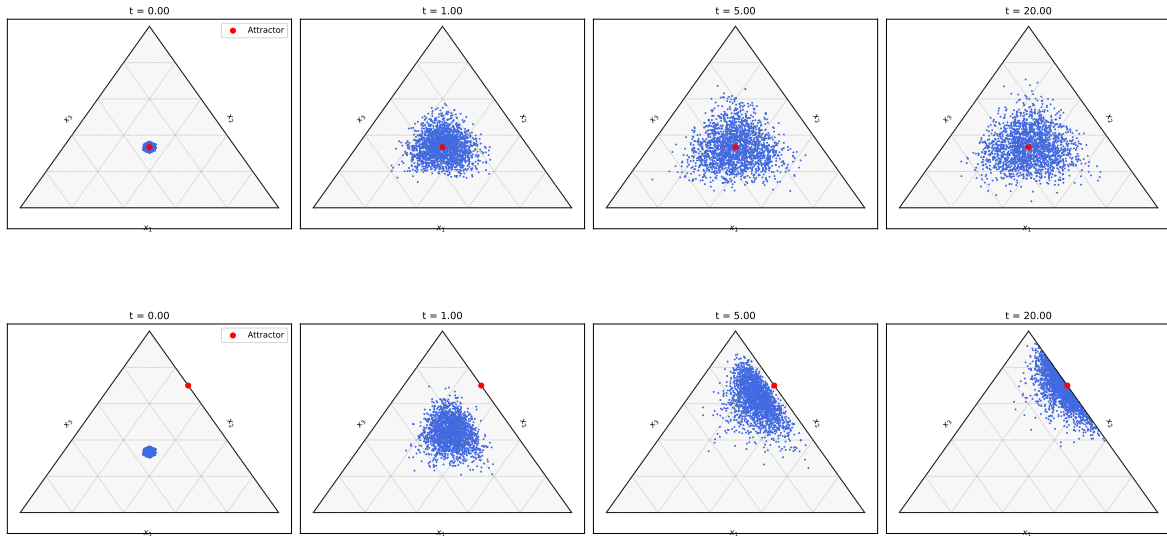 t = 0.00
t = 1.00
t = 5.00
t = 20.00
Attractor
x₃
x₂
x₃
x₂
x₃
x₂
x₃
x₂
x₁
x₁
x₁
x₁
t = 0.00
t = 1.00
t = 5.00
t = 20.00
Attractor
x₃
x₂
x₃
x₂
x₃
x₂
x₃
x₂
x₁
x₁
x₁
x₁